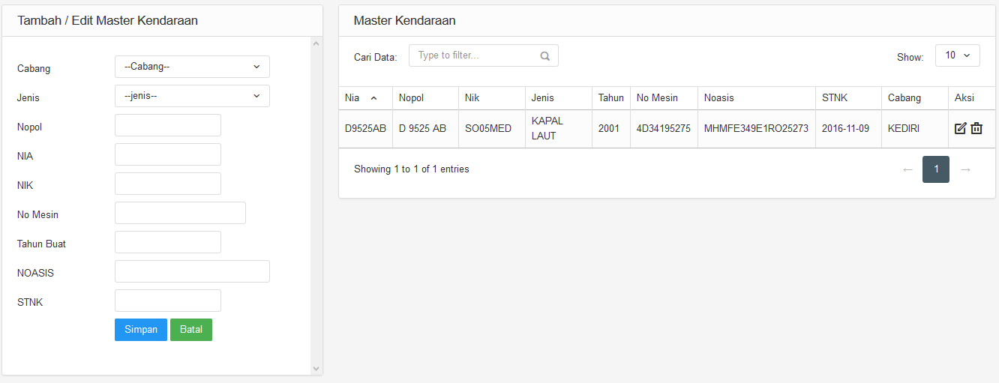 Tambah / Edit Master Kendaraan
Cabang --Cabang--
Jenis --jenis--
Nopol
NIA
NIK
No Mesin
Tahun Buat
NOASIS
STNK
Simpan Batal
Master Kendaraan
Cari Data: Type to filter... Show: 10
Nia Nopol Nik Jenis Tahun No Mesin Noasis STNK Cabang Aksi
D9525AB D 9525 AB SO05MED KAPAL LAUT 2001 4D34195275 MHMFE349E1RO25273 2016-11-09 KEDIRI
Showing 1 to 1 of 1 entries ← 1 →